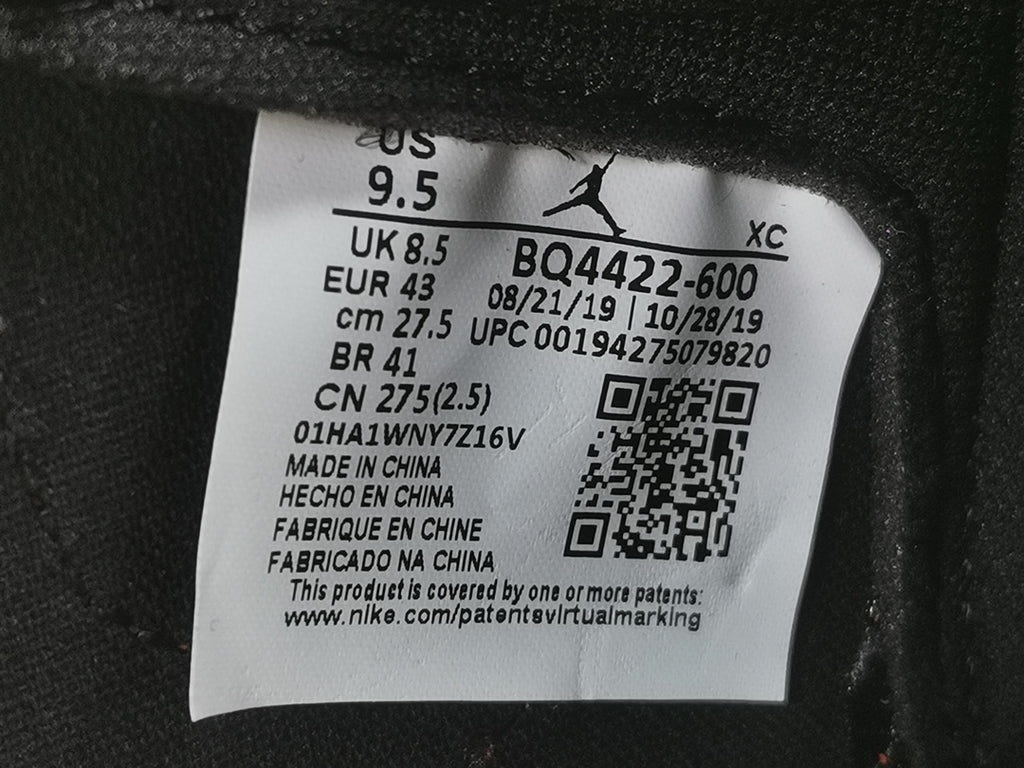 US
9.5
XC
UK 8.5
EUR 43
cm 27.5
BR 41
CN 275(2.5)
BQ4422-600
08/21/19 | 10/28/19
UPC 00194275079820
01HA1WNY7Z16V
MADE IN CHINA
HECHO EN CHINA
FABRIQUE EN CHINE
FABRICADO NA CHINA
This product is covered by one or more patents:
www.nike.com/patentsvirtualmarking